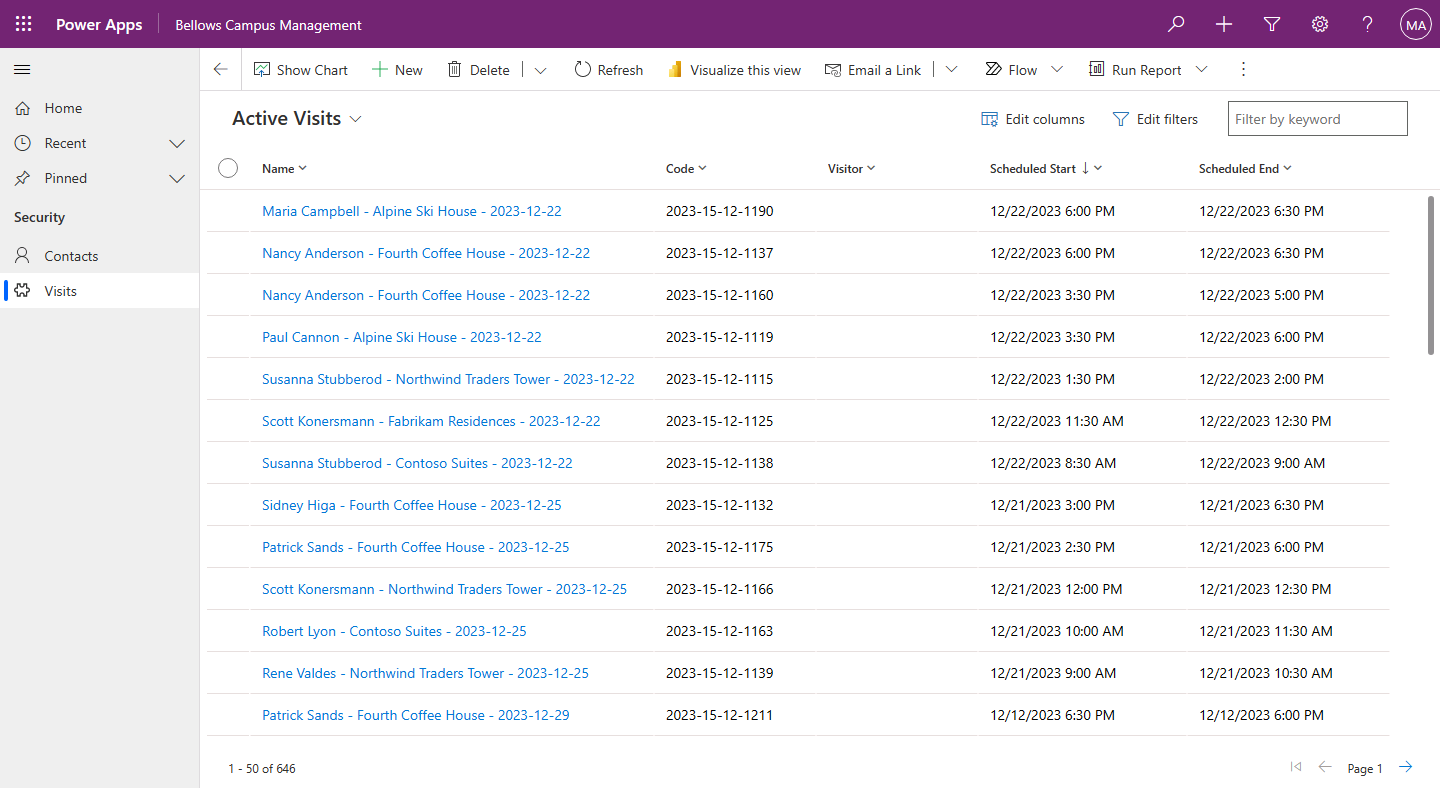 Power Apps Bellows Campus Management MA
Show Chart New Delete Refresh Visualize this view Email a Link Flow Run Report
Home
Recent
Pinned
Security
Contacts
Visits
Active Visits Edit columns Edit filters Filter by keyword
Name Code Visitor Scheduled Start Scheduled End
Maria Campbell - Alpine Ski House - 2023-12-22 2023-15-12-1190 12/22/2023 6:00 PM 12/22/2023 6:30 PM
Nancy Anderson - Fourth Coffee House - 2023-12-22 2023-15-12-1137 12/22/2023 6:00 PM 12/22/2023 6:30 PM
Nancy Anderson - Fourth Coffee House - 2023-12-22 2023-15-12-1160 12/22/2023 3:30 PM 12/22/2023 5:00 PM
Paul Cannon - Alpine Ski House - 2023-12-22 2023-15-12-1119 12/22/2023 3:30 PM 12/22/2023 6:00 PM
Susanna Stubberod - Northwind Traders Tower - 2023-12-22 2023-15-12-1115 12/22/2023 1:30 PM 12/22/2023 2:00 PM
Scott Konersmann - Fabrikam Residences - 2023-12-22 2023-15-12-1125 12/22/2023 11:30 AM 12/22/2023 12:30 PM
Susanna Stubberod - Contoso Suites - 2023-12-22 2023-15-12-1138 12/22/2023 8:30 AM 12/22/2023 9:00 AM
Sidney Higa - Fourth Coffee House - 2023-12-25 2023-15-12-1132 12/21/2023 3:00 PM 12/21/2023 6:30 PM
Patrick Sands - Fourth Coffee House - 2023-12-25 2023-15-12-1175 12/21/2023 2:30 PM 12/21/2023 6:00 PM
Scott Konersmann - Northwind Traders Tower - 2023-12-25 2023-15-12-1166 12/21/2023 12:00 PM 12/21/2023 12:30 PM
Robert Lyon - Contoso Suites - 2023-12-25 2023-15-12-1163 12/21/2023 10:00 AM 12/21/2023 11:30 AM
Rene Valdes - Northwind Traders Tower - 2023-12-25 2023-15-12-1139 12/21/2023 9:00 AM 12/21/2023 10:30 AM
Patrick Sands - Fourth Coffee House - 2023-12-29 2023-15-12-1211 12/12/2023 6:30 PM 12/12/2023 6:00 PM
1 - 50 of 646 Page 1